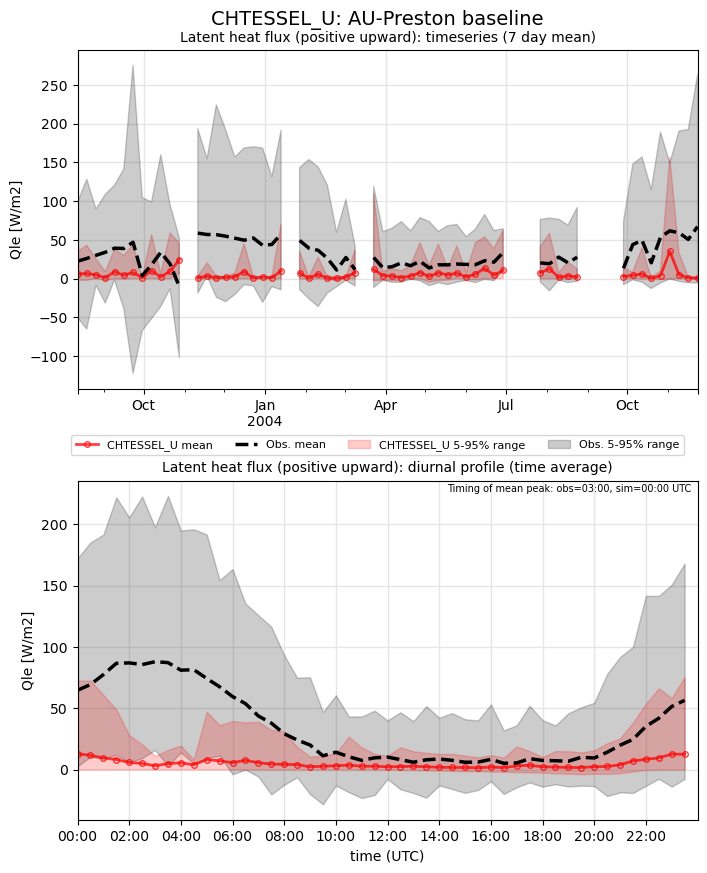 CHTESSEL_U: AU-Preston baseline
Latent heat flux (positive upward): timeseries (7 day mean)
250
200
150
100
50
0
−50
−100
Qle [W/m2]
Oct
Jan
2004
Apr
Jul
Oct
CHTESSEL_U mean
Obs. mean
CHTESSEL_U 5-95% range
Obs. 5-95% range
Latent heat flux (positive upward): diurnal profile (time average)
Timing of mean peak: obs=03:00, sim=00:00 UTC
200
150
100
50
0
Qle [W/m2]
00:00
02:00
04:00
06:00
08:00
10:00
12:00
14:00
16:00
18:00
20:00
22:00
time (UTC)